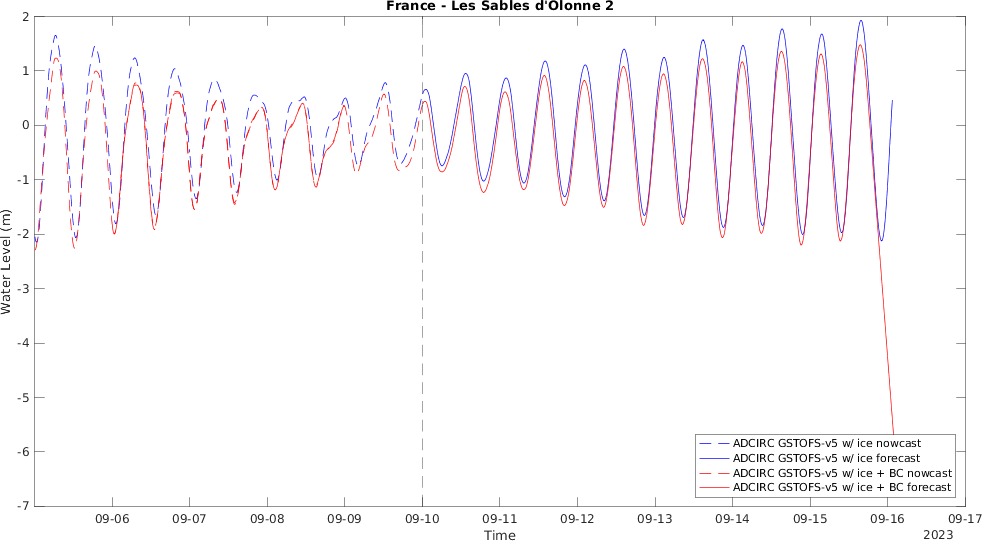 France - Les Sables d'Olonne 2
Water Level (m)
2
1
0
-1
-2
-3
-4
-5
-6
-7
ADCIRC GSTOFS-v5 w/ ice nowcast
ADCIRC GSTOFS-v5 w/ ice forecast
ADCIRC GSTOFS-v5 w/ ice + BC nowcast
ADCIRC GSTOFS-v5 w/ ice + BC forecast
09-06 09-07 09-08 09-09 09-10 09-11 09-12 09-13 09-14 09-15 09-16 09-17
Time
2023